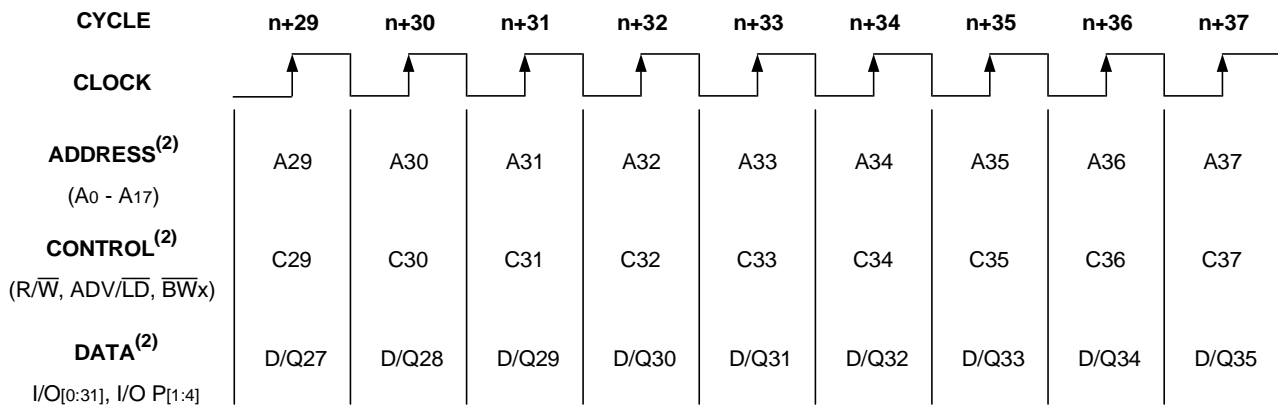 CYCLE n+29 n+30 n+31 n+32 n+33 n+34 n+35 n+36 n+37
CLOCK
ADDRESS(2) A29 A30 A31 A32 A33 A34 A35 A36 A37
(A0 - A17)
CONTROL(2) C29 C30 C31 C32 C33 C34 C35 C36 C37
(R/W̅, ADV/L̅D̅, B̅W̅x)
DATA(2) D/Q27 D/Q28 D/Q29 D/Q30 D/Q31 D/Q32 D/Q33 D/Q34 D/Q35
I/O[0:31], I/O P[1:4]